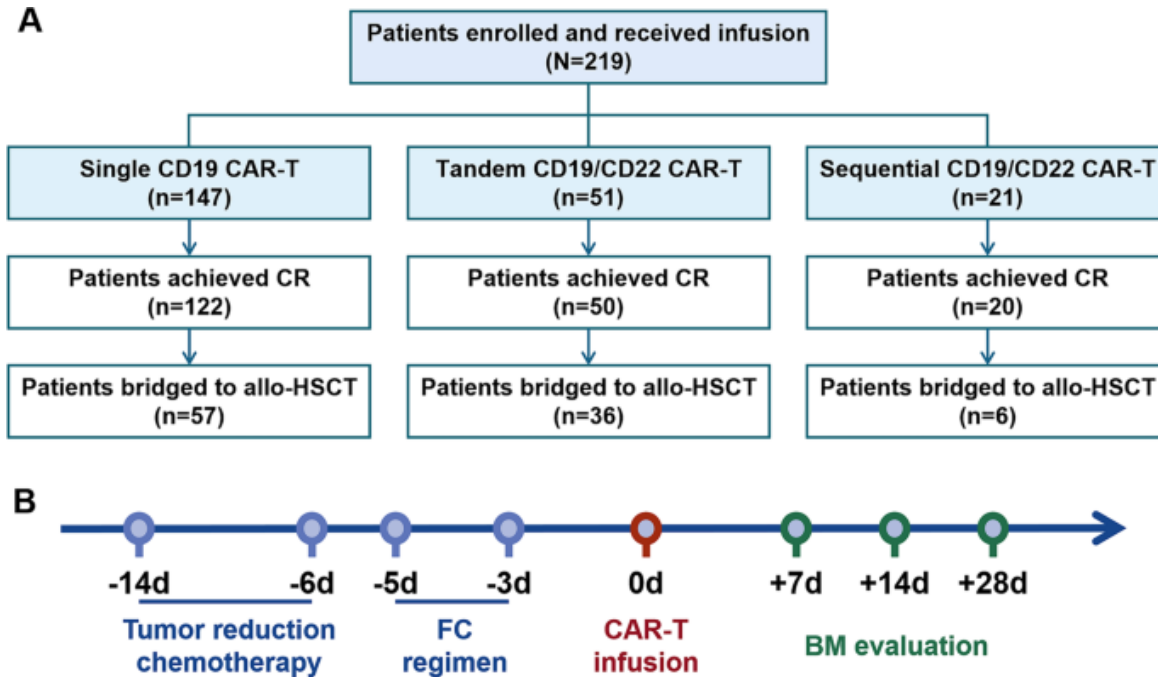 A
Patients enrolled and received infusion
(N=219)
Single CD19 CAR-T
(n=147)
Tandem CD19/CD22 CAR-T
(n=51)
Sequential CD19/CD22 CAR-T
(n=21)
Patients achieved CR
(n=122)
Patients achieved CR
(n=50)
Patients achieved CR
(n=20)
Patients bridged to allo-HSCT
(n=57)
Patients bridged to allo-HSCT
(n=36)
Patients bridged to allo-HSCT
(n=6)
B
-14d -6d -5d -3d 0d +7d +14d +28d
Tumor reduction
chemotherapy
FC
regimen
CAR-T
infusion
BM evaluation